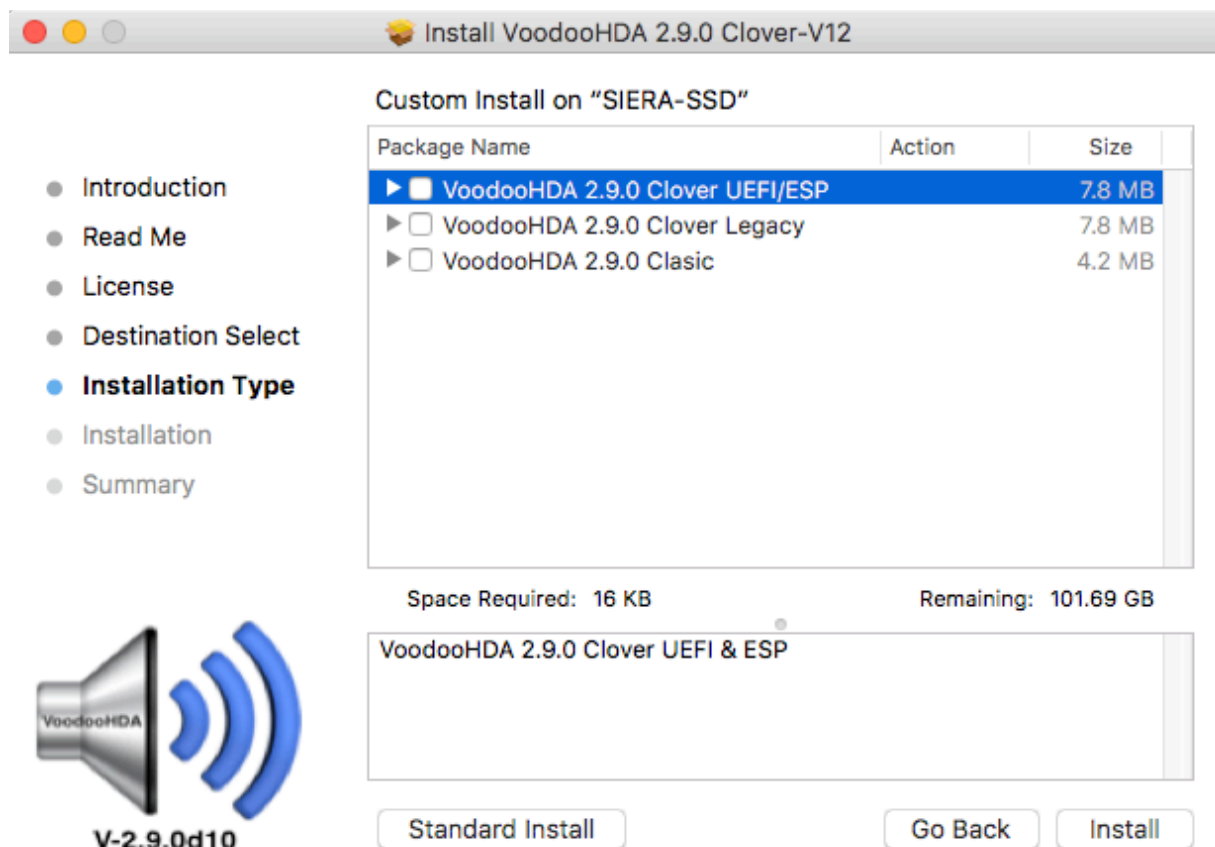 Install VoodooHDA 2.9.0 Clover-V12
Custom Install on “SIERA-SSD”
Package Name Action Size
VoodooHDA 2.9.0 Clover UEFI/ESP 7.8 MB
VoodooHDA 2.9.0 Clover Legacy 7.8 MB
VoodooHDA 2.9.0 Clasic 4.2 MB
Introduction
Read Me
License
Destination Select
Installation Type
Installation
Summary
Space Required: 16 KB Remaining: 101.69 GB
VoodooHDA 2.9.0 Clover UEFI & ESP
VoodooHDA
V-2.9.0d10
Standard Install Go Back Install